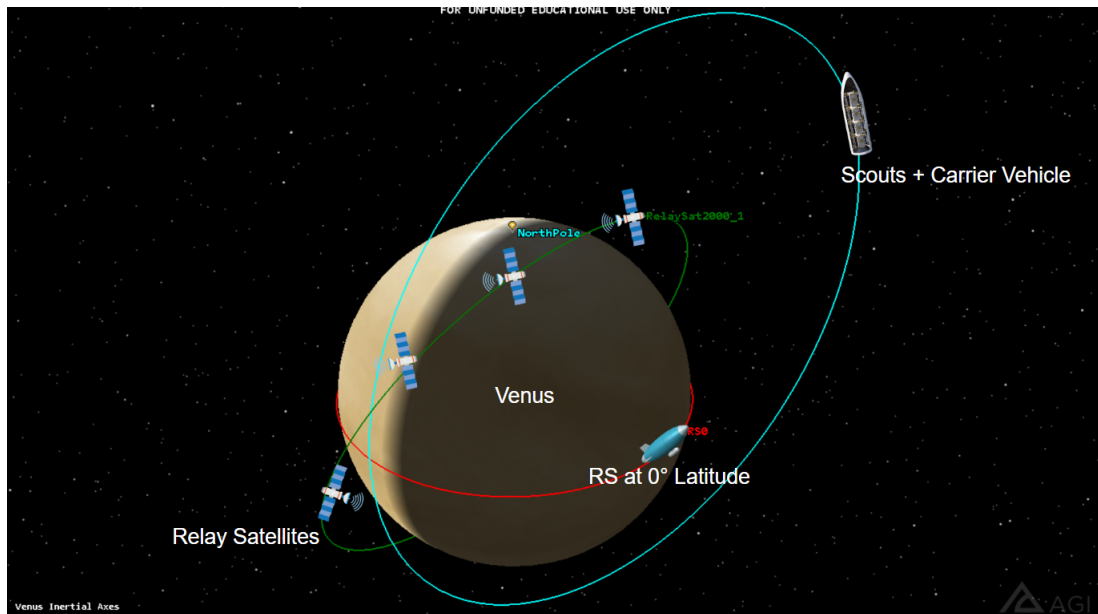 FOR UNFUNDED EDUCATIONAL USE ONLY
Scouts + Carrier Vehicle
RelaySat2000_1
NorthPole
Venus
RS0
RS at 0° Latitude
Relay Satellites
Venus Inertial Axes
AGI